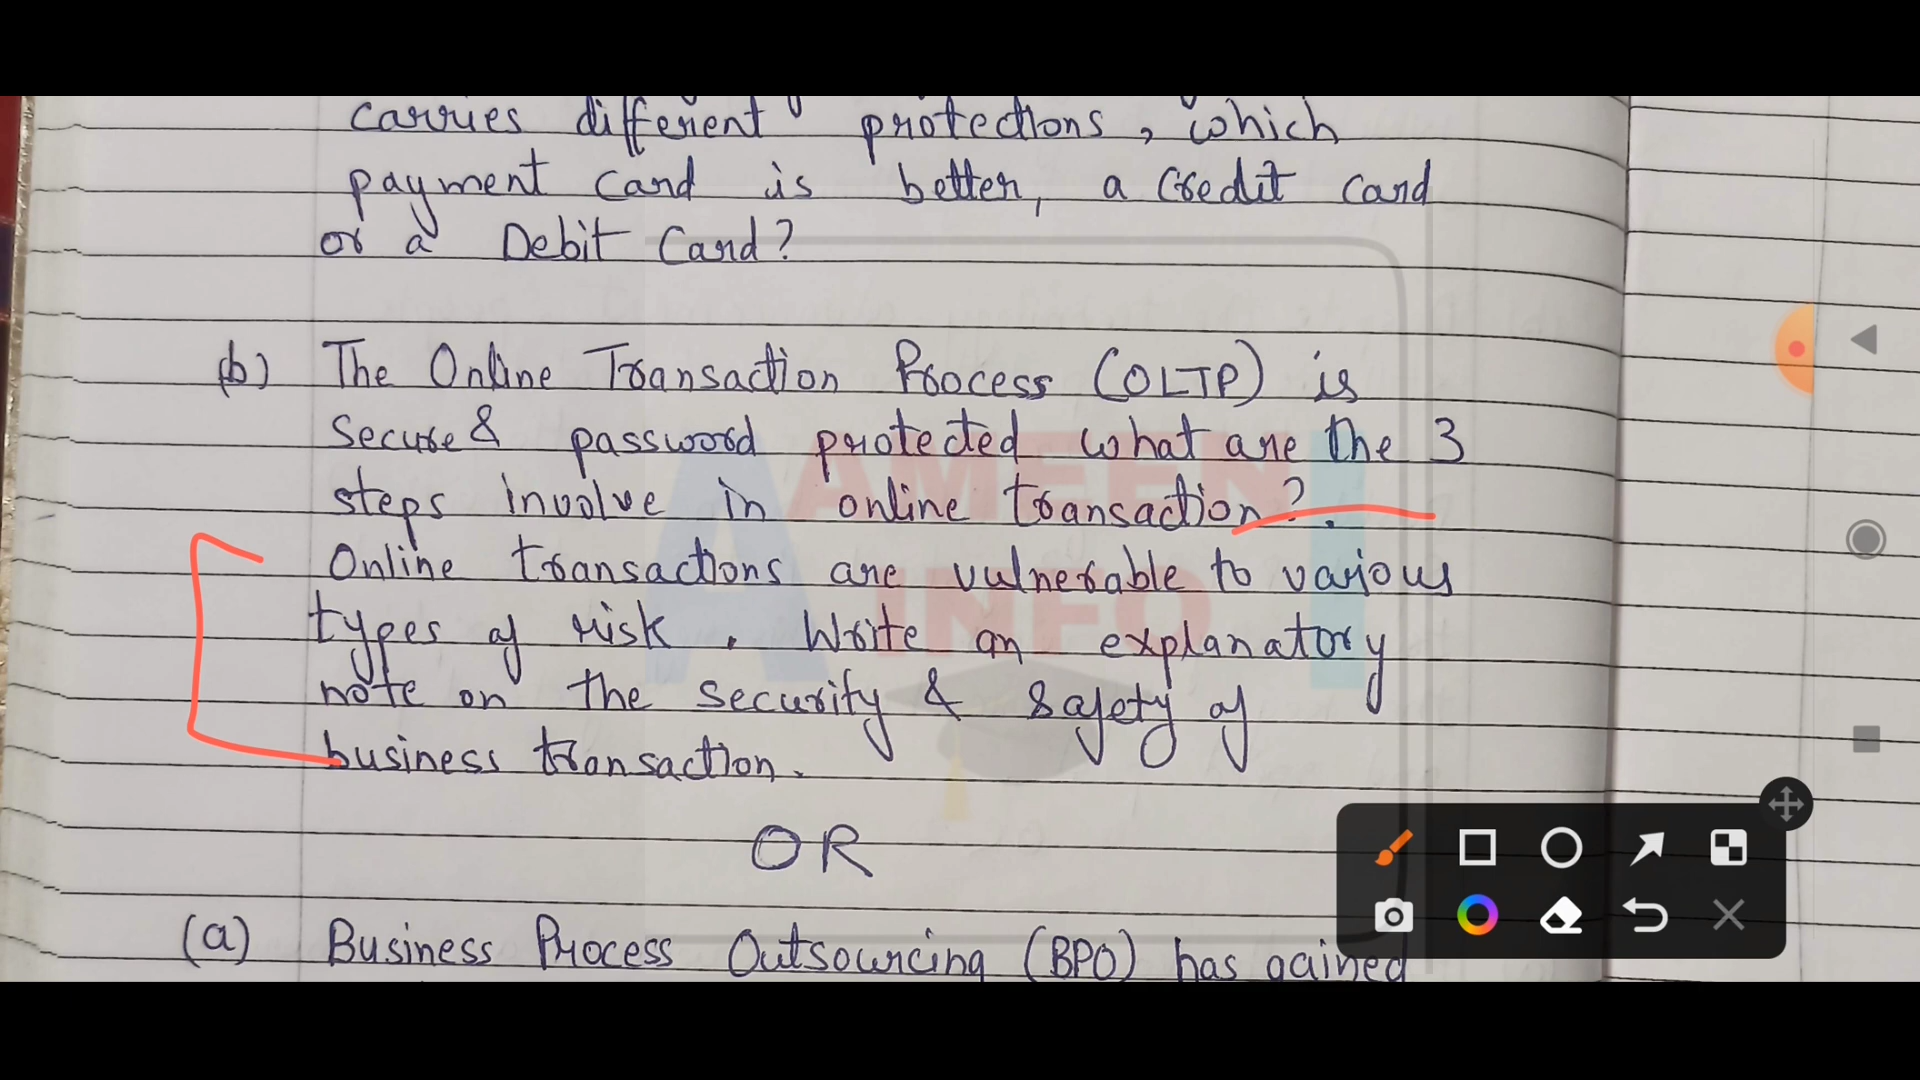 carries different protections, which
payment card is better, a credit card
or a Debit Card?
(b) The Online Transaction Process (OLTP) is
secure & password protected what are the 3
steps involve in online transaction?.
Online transactions are vulnerable to various
types of risk. Write an explanatory
note on the security & safety of
business transaction.
OR
(a) Business Process Outsourcing (BPO) has gained
AMEEN
INFO